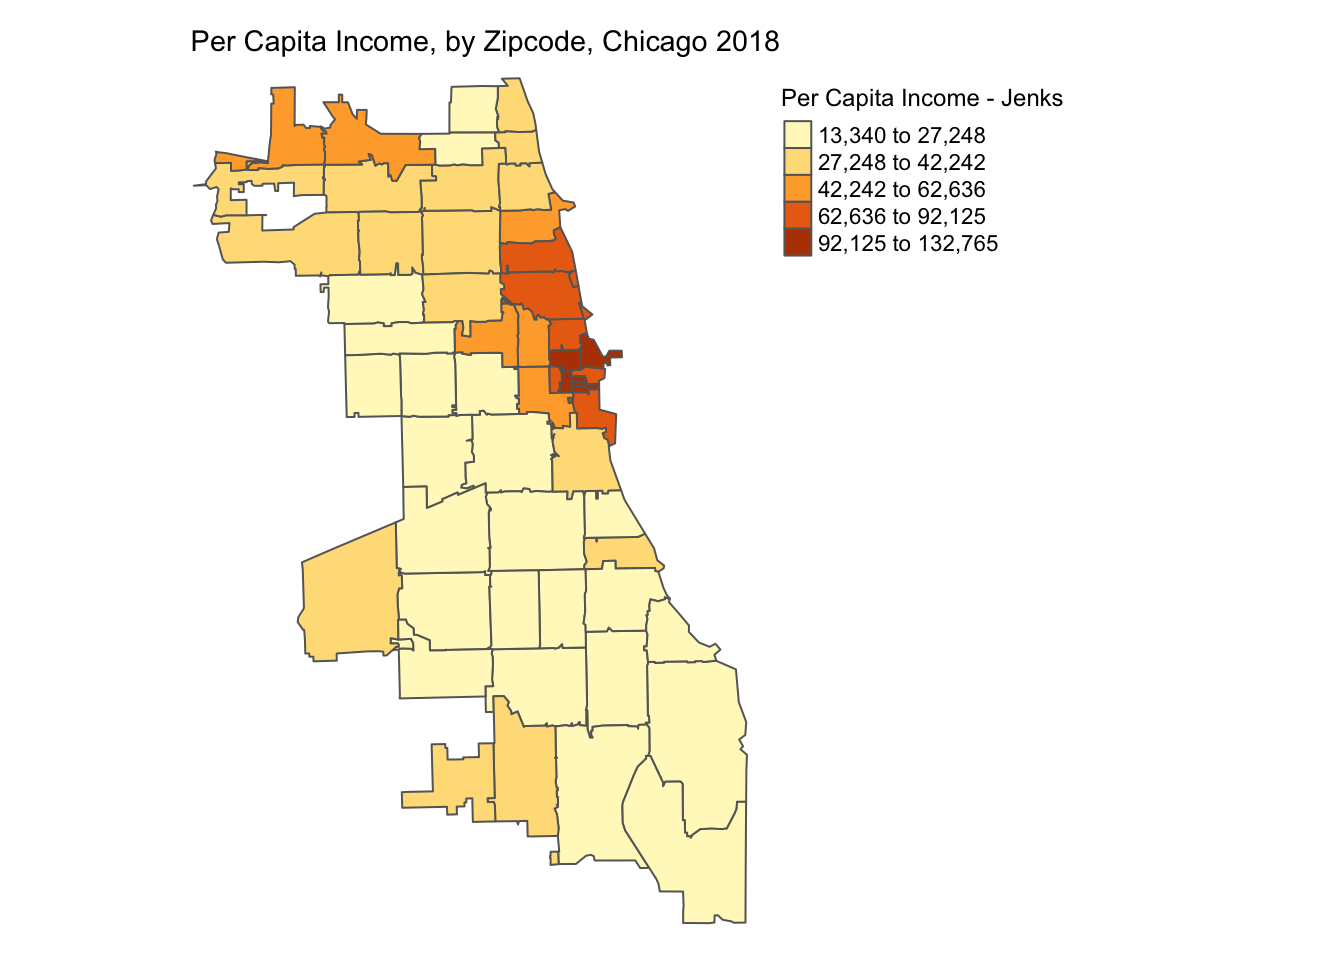 Per Capita Income, by Zipcode, Chicago 2018
Per Capita Income - Jenks
13,340 to 27,248
27,248 to 42,242
42,242 to 62,636
62,636 to 92,125
92,125 to 132,765